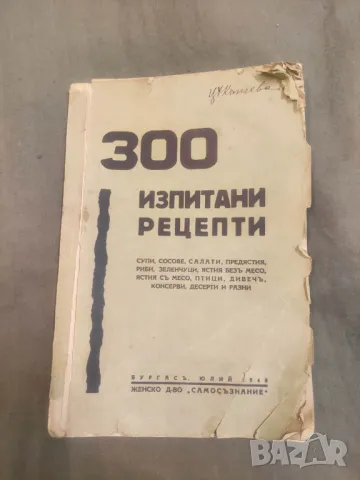 300
ИЗПИТАНИ
РЕЦЕПТИ
СУПИ, СОСОВЕ, САЛАТИ, ПРЕДЯСТИЯ,
РИБИ, ЗЕЛЕНЧУЦИ, ЯСТИЯ БЕЗЪ МЕСО,
ЯСТИЯ СЪ МЕСО, ПТИЦИ, ДИВЕЧЪ,
КОНСЕРВИ, ДЕСЕРТИ И РАЗНИ
БУРГАСЪ, ЮЛИЙ
ЖЕНСКО Д-ВО „САМОСЪЗНАНИЕ"
bazar.bg